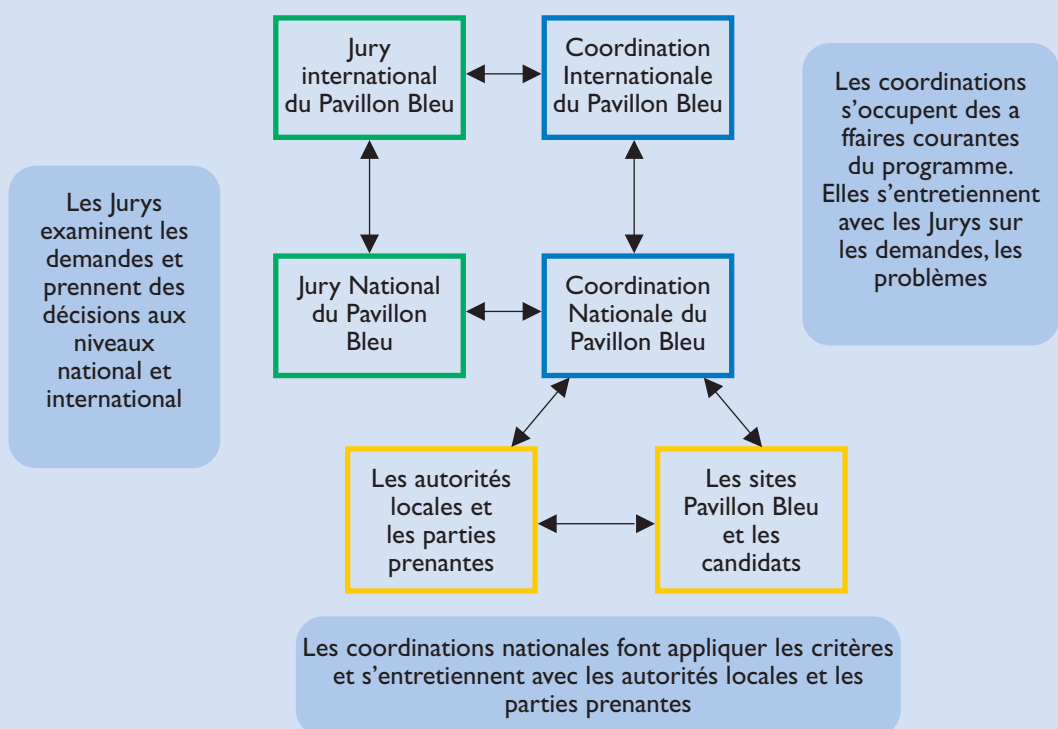 Jury
international
du Pavillon Bleu
Coordination
Internationale
du Pavillon Bleu
Les coordinations
s'occupent des a
ffaires courantes
du programme.
Elles s'entretiennent
avec les Jurys sur
les demandes, les
problèmes
Les Jurys
examinent les
demandes et
prennent des
décisions aux
niveaux
national et
international
Jury National
du Pavillon
Bleu
Coordination
Nationale du
Pavillon Bleu
Les autorités
locales et
les parties
prenantes
Les sites
Pavillon Bleu
et les
candidats
Les coordinations nationales font appliquer les critères
et s'entretiennent avec les autorités locales et les
parties prenantes